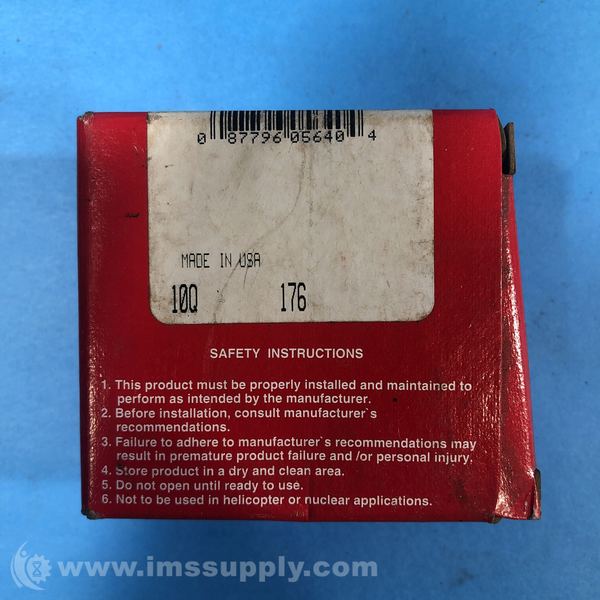 0 87796 05640 4
MADE IN USA
10Q 176
SAFETY INSTRUCTIONS
1. This product must be properly installed and maintained to
perform as intended by the manufacturer.
2. Before installation, consult manufacturer`s
recommendations.
3. Failure to adhere to manufacturer`s recommendations may
result in premature product failure and /or personal injury.
4. Store product in a dry and clean area.
5. Do not open until ready to use.
6. Not to be used in helicopter or nuclear applications.
www.imssupply.com